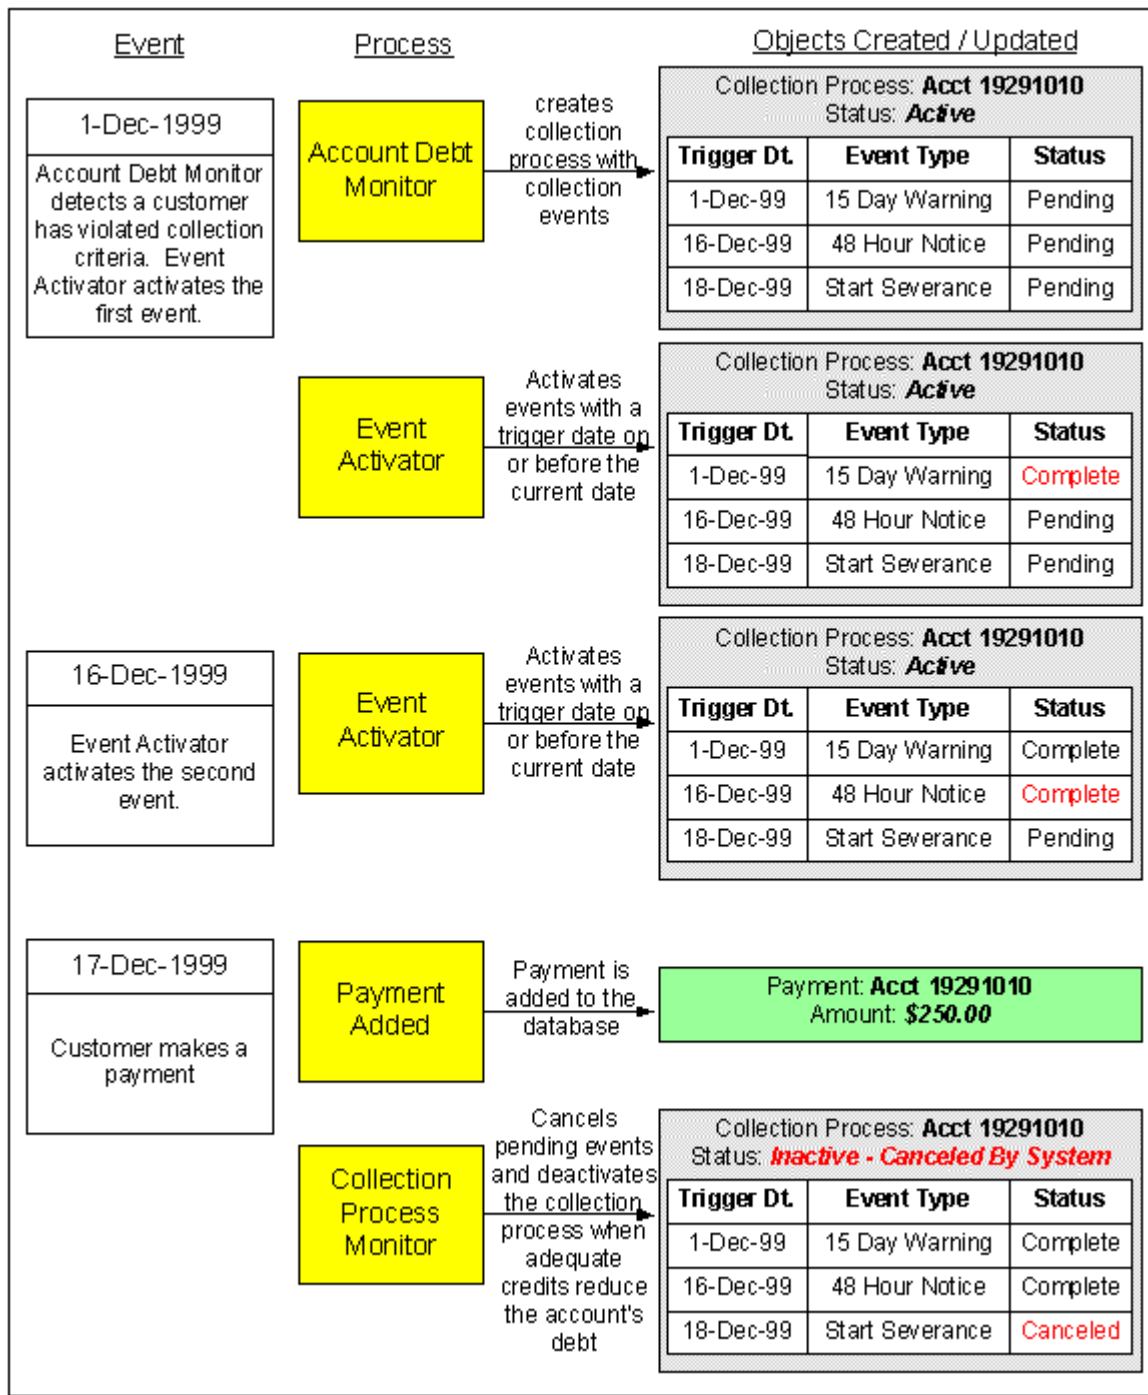 Event
Process
Objects Created / Updated
1-Dec-1999
Account Debt Monitor
detects a customer
has violated collection
criteria. Event
Activator activates the
first event.
Account Debt
Monitor
creates
collection
process with
collection
events
Collection Process: Acct 19291010
Status: Active
Trigger Dt. Event Type Status
1-Dec-99 15 Day Warning Pending
16-Dec-99 48 Hour Notice Pending
18-Dec-99 Start Severance Pending
Event
Activator
Activates
events with a
trigger date on
or before the
current date
Collection Process: Acct 19291010
Status: Active
Trigger Dt. Event Type Status
1-Dec-99 15 Day Warning Complete
16-Dec-99 48 Hour Notice Pending
18-Dec-99 Start Severance Pending
16-Dec-1999
Event Activator
activates the second
event.
Event
Activator
Activates
events with a
trigger date on
or before the
current date
Collection Process: Acct 19291010
Status: Active
Trigger Dt. Event Type Status
1-Dec-99 15 Day Warning Complete
16-Dec-99 48 Hour Notice Complete
18-Dec-99 Start Severance Pending
17-Dec-1999
Customer makes a
payment
Payment
Added
Payment is
added to the
database
Payment: Acct 19291010
Amount: $250.00
Collection
Process
Monitor
Cancels
pending events
and deactivates
the collection
process when
adequate
credits reduce
the account's
debt
Collection Process: Acct 19291010
Status: Inactive - Canceled By System
Trigger Dt. Event Type Status
1-Dec-99 15 Day Warning Complete
16-Dec-99 48 Hour Notice Complete
18-Dec-99 Start Severance Canceled